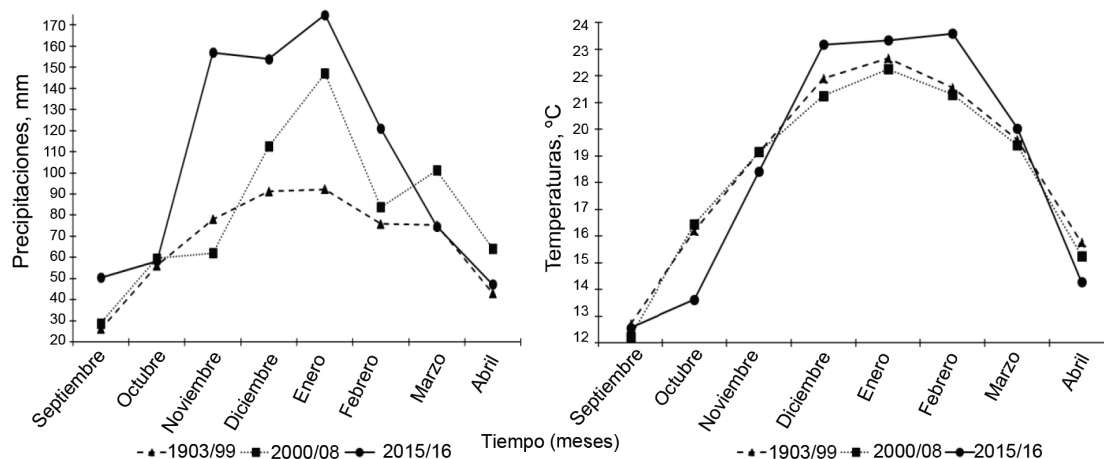 Precipitaciones, mm
170
160
150
140
130
120
110
100
90
80
70
60
50
40
30
20
Septiembre
Octubre
Noviembre
Diciembre
Enero
Febrero
Marzo
Abril
1903/99 2000/08 2015/16
Temperaturas, ºC
24
23
22
21
20
19
18
17
16
15
14
13
12
Septiembre
Octubre
Noviembre
Diciembre
Enero
Febrero
Marzo
Abril
Tiempo (meses)
1903/99 2000/08 2015/16